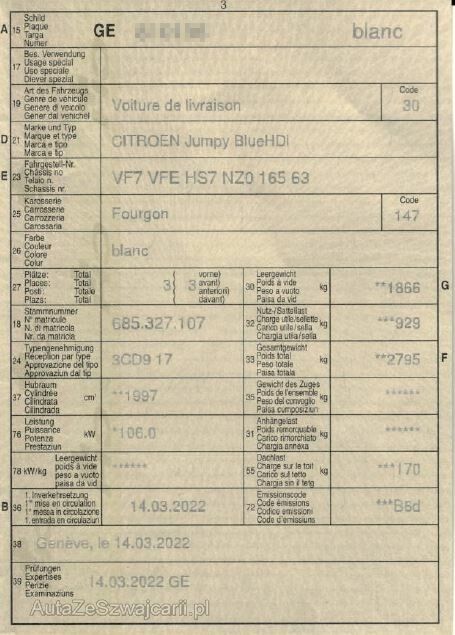 3
A 15 Schild
Plaque
Targa
Numer
GE
blanc
17 Bes. Verwendung
Usage spécial
Uso speciale
Diever spezial
19 Art des Fahrzeugs
Genre de véhicule
Genere di veicolo
Gener dal vehichel
Voiture de livraison
Code
30
D 21 Marke und Typ
Marque et type
Marca e tipo
Marca e tip
CITROEN Jumpy BlueHDi
E 23 Fahrgestell-Nr.
Châssis no
Telaio n.
Schassis nr.
VF7 VFE HS7 NZ0 165 63
25 Karosserie
Carrosserie
Carrozzeria
Carossaria
Fourgon
Code
147
26 Farbe
Couleur
Colore
Colur
blanc
27 Plätze: Total
Places: Total
Posti: Totale
Plazs: Total
3 ( 3 vorne)
avant)
anteriori)
davant)
30 Leergewicht
Poids à vide
Peso a vuoto
Paisa da vid
kg
**1866
G
18 Stammnummer
N° matricule
N. di matricola
Nr. da matricla
685.327.107
32 Nutz-/Sattellast
Charge utile/sellette
Carico utile/sella
Chargia utila/sella
kg
***929
24 Typengenehmigung
Réception par type
Approvazione del tipo
Approvaziun dal tip
3CD9 17
33 Gesamtgewicht
Poids total
Peso totale
Paisa totala
kg
**2795
F
37 Hubraum
Cylindrée
Cilindrata
Cilindrada
cm³
**1997
35 Gewicht des Zuges
Poids de l'ensemble
Peso del convoglio
Paisa cumposiziun
kg
******
76 Leistung
Puissance
Potenza
Prestaziun
kW
*106.0
31 Anhängelast
Poids remorquable
Carico rimorchiato
Chargia annexa
kg
******
78 kW/kg
Leergewicht
poids à vide
peso a vuoto
paisa da vid
******
55 Dachlast
Charge sur le toit
Carico sul tetto
Chargia sin il tetg
kg
***170
B 36 1. Inverkehrsetzung
1re mise en circulation
1a messa in circolazione
1. entrada en circulaziun
14.03.2022
72 Emissionscode
Code émissions
Codice emissioni
Code d'emissiuns
***B6d
38 Genève, le 14.03.2022
39 Prüfungen
Expertises
Perizie
Examinaziuns
14.03.2022 GE
AutaZeSzwajcarii.pl